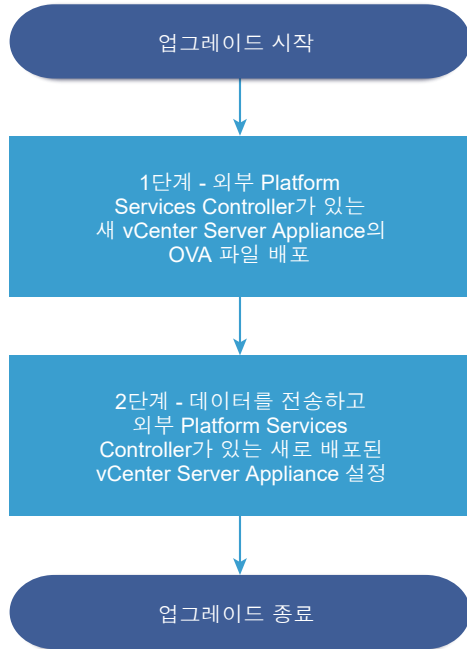 업그레이드 시작
1단계 - 외부 Platform
Services Controller가 있는
새 vCenter Server Appliance의
OVA 파일 배포
2단계 - 데이터를 전송하고
외부 Platform Services
Controller가 있는 새로 배포된
vCenter Server Appliance 설정
업그레이드 종료